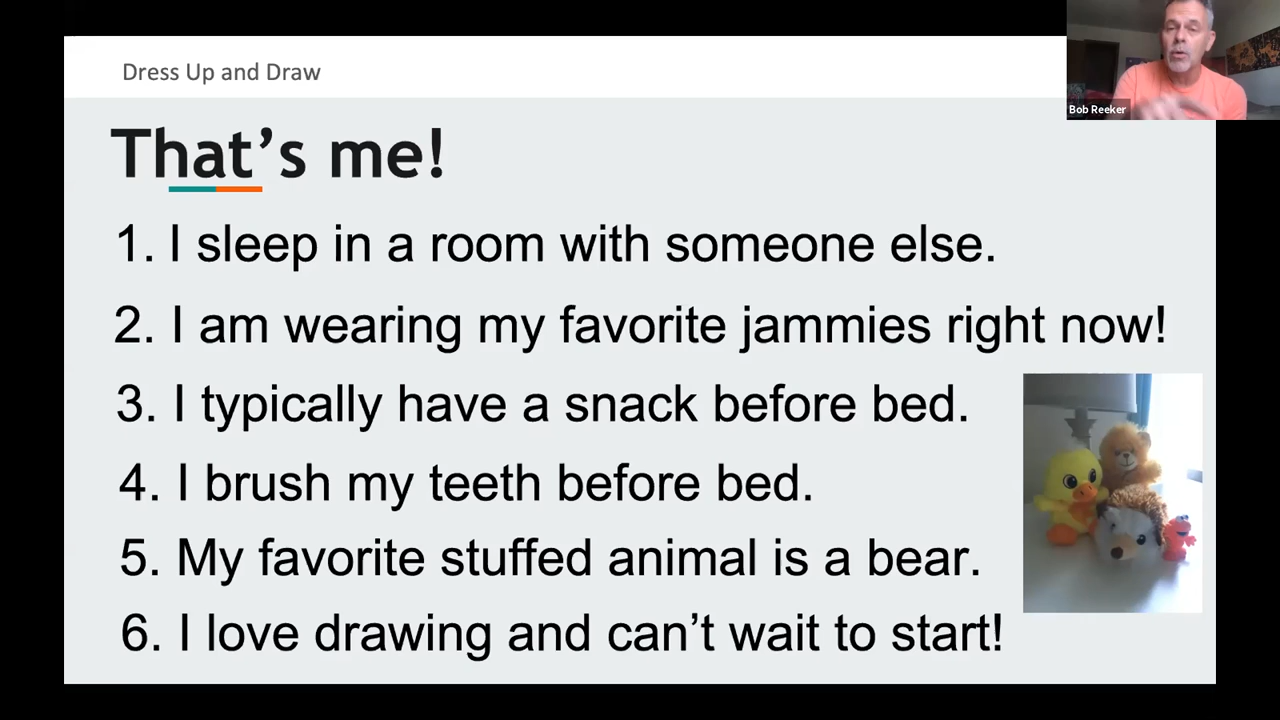 Dress Up and Draw
Bob Reeker
That’s me!
1. I sleep in a room with someone else.
2. I am wearing my favorite jammies right now!
3. I typically have a snack before bed.
4. I brush my teeth before bed.
5. My favorite stuffed animal is a bear.
6. I love drawing and can’t wait to start!